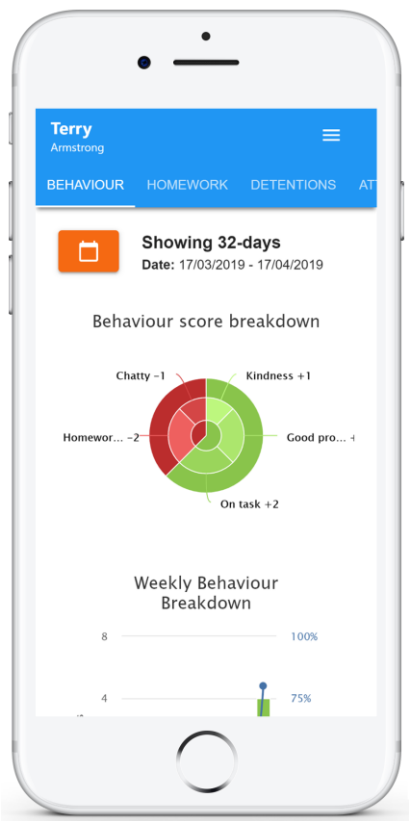 Terry
Armstrong
BEHAVIOUR HOMEWORK DETENTIONS AT
Showing 32-days
Date: 17/03/2019 - 17/04/2019
Behaviour score breakdown
Chatty -1 Kindness +1
Homewor... -2 Good pro... +
On task +2
Weekly Behaviour
Breakdown
8 100%
4 75%